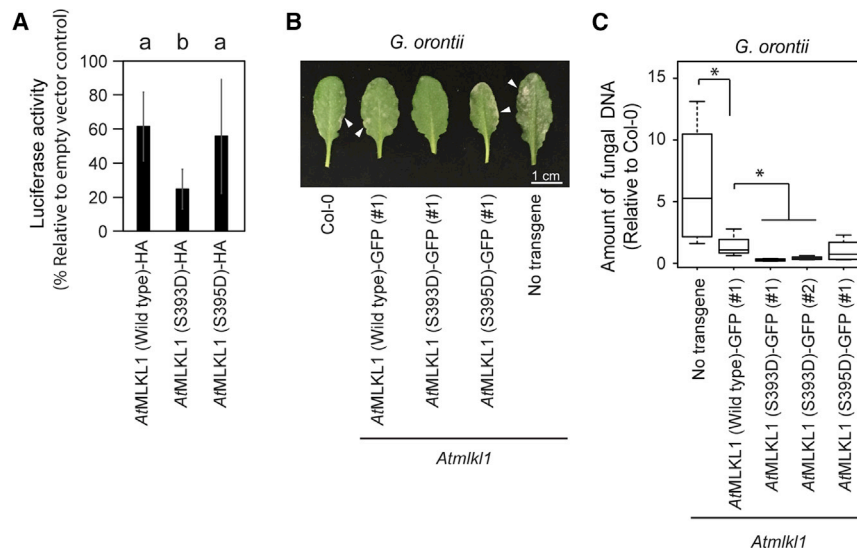 A
a b a
Luciferase activity
(% Relative to empty vector control)
100
80
60
40
20
0
AtMLKL1 (Wild type)-HA
AtMLKL1 (S393D)-HA
AtMLKL1 (S395D)-HA
B
G. orontii
1 cm
Col-0
AtMLKL1 (Wild type)-GFP (#1)
AtMLKL1 (S393D)-GFP (#1)
AtMLKL1 (S395D)-GFP (#1)
No transgene
Atmlkl1
C
G. orontii
Amount of fungal DNA
(Relative to Col-0)
15
10
5
0
*
*
No transgene
AtMLKL1 (Wild type)-GFP (#1)
AtMLKL1 (S393D)-GFP (#1)
AtMLKL1 (S393D)-GFP (#2)
AtMLKL1 (S395D)-GFP (#1)
Atmlkl1